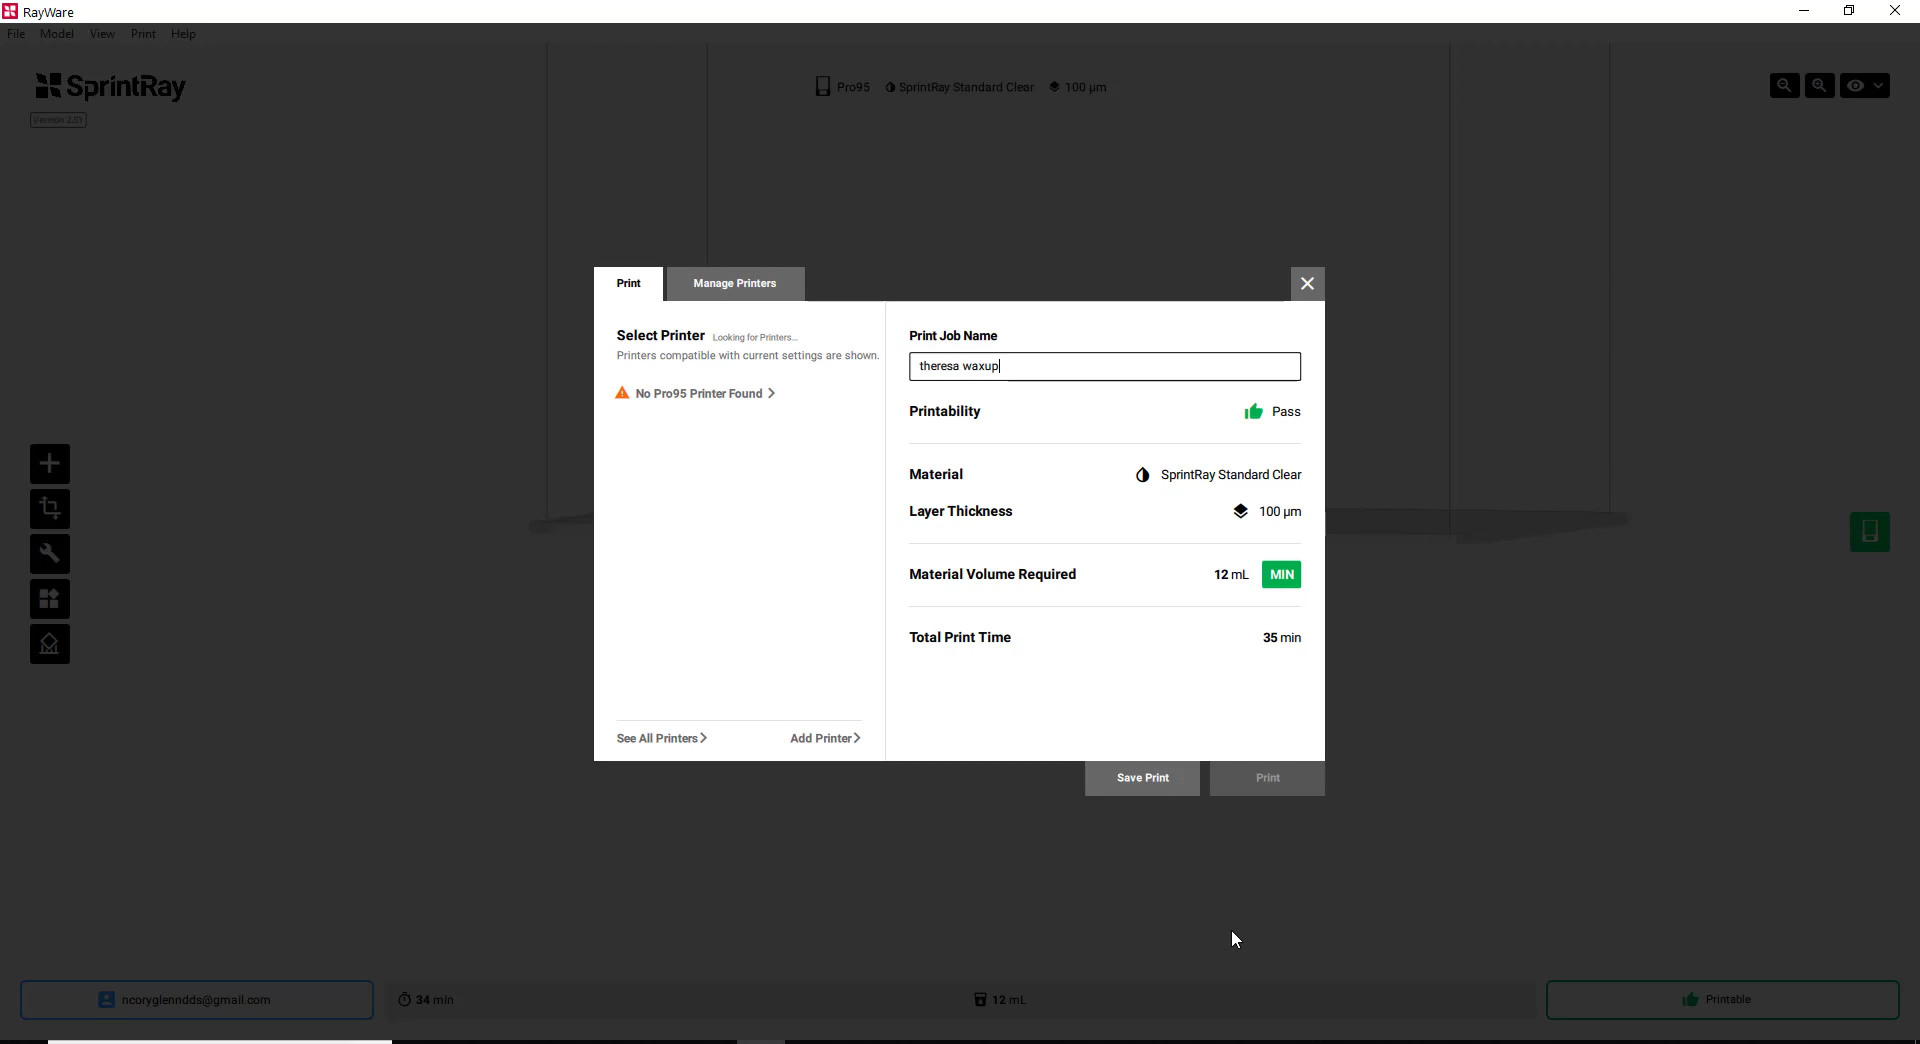 RayWare
File Model View Print Help
SprintRay
Version 2.01
Pro95 SprintRay Standard Clear 100 µm
Print Manage Printers
Select Printer Looking for Printers...
Printers compatible with current settings are shown.
No Pro95 Printer Found
See All Printers Add Printer
Print Job Name
theresa waxup
Printability Pass
Material SprintRay Standard Clear
Layer Thickness 100 µm
Material Volume Required 12 mL MIN
Total Print Time 35 min
Save Print Print
ncoryglenndds@gmail.com 34 min 12 mL Printable